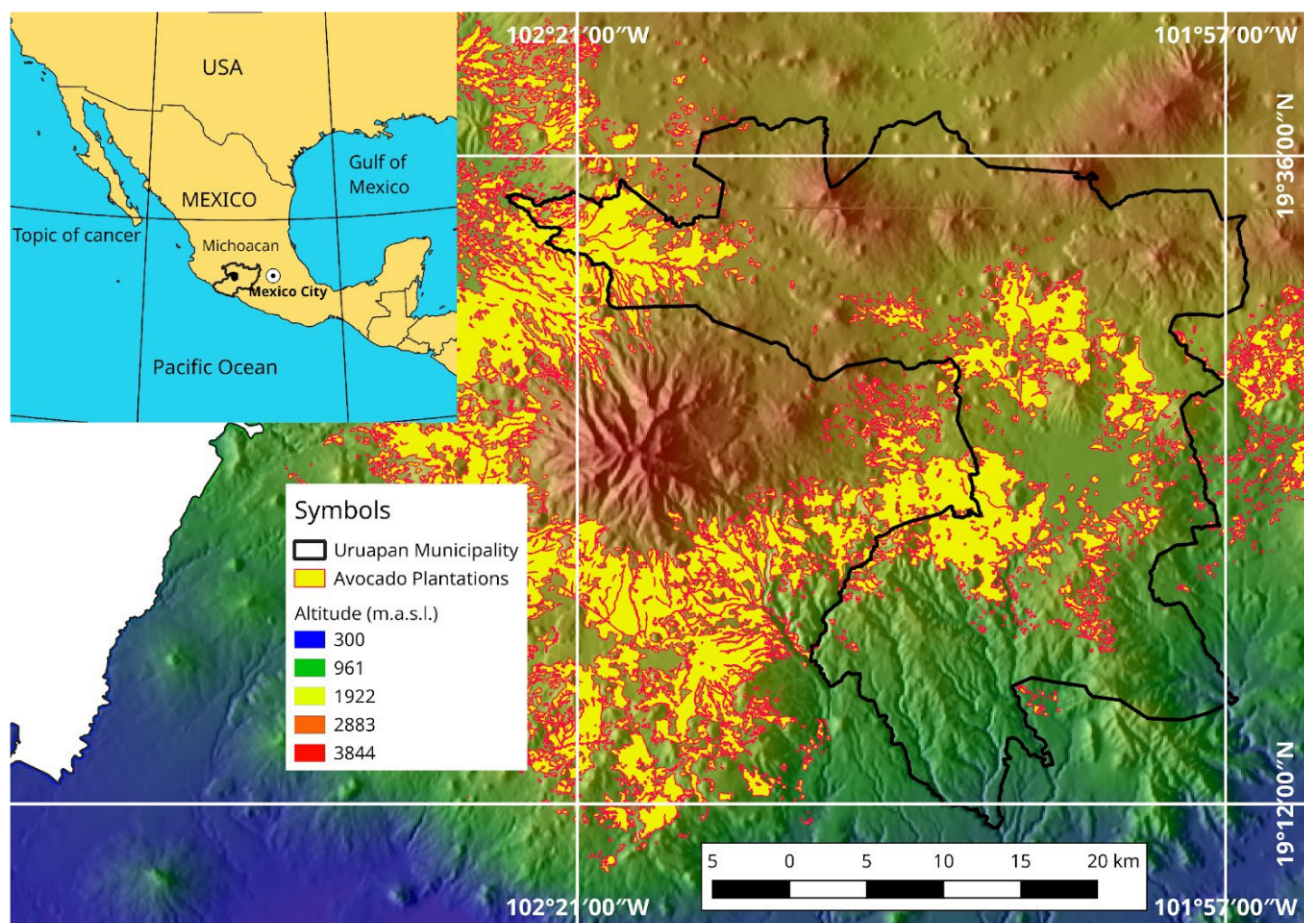 102°21′00″W
101°57′00″W
USA
Gulf of
Mexico
MEXICO
Topic of cancer
Michoacan
Mexico City
Pacific Ocean
19°36′00″N
Symbols
Uruapan Municipality
Avocado Plantations
Altitude (m.a.s.l.)
300
961
1922
2883
3844
19°12′00″N
5 0 5 10 15 20 km
102°21′00″W
101°57′00″W